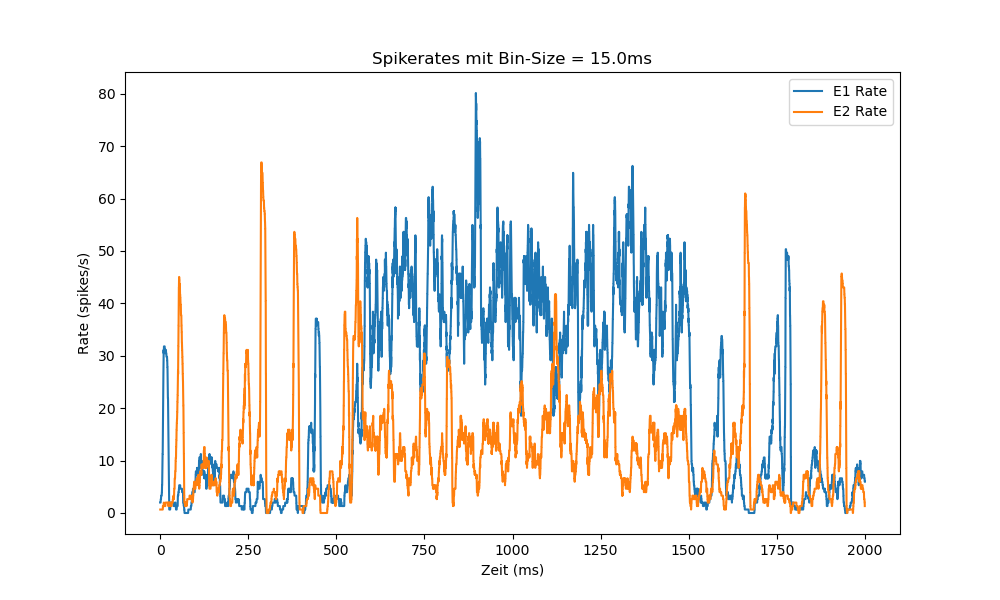 Spikerates mit Bin-Size = 15.0ms
E1 Rate
E2 Rate
80
70
60
50
40
30
20
10
0
Rate (spikes/s)
0 250 500 750 1000 1250 1500 1750 2000
Zeit (ms)